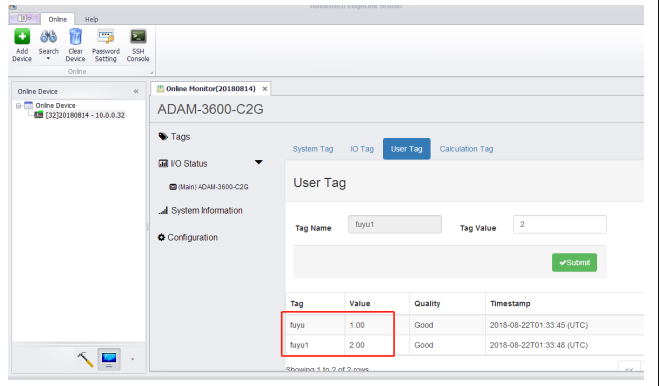 Online Help
Add Device
Search
Clear Device
Password Setting
SSH Console
Online
Online Device
Online Device
[32]20180814 - 10.0.0.32
Online Monitor(20180814) ×
ADAM-3600-C2G
Tags
I/O Status
(Main) ADAM-3600-C2G
System Information
Configuration
System Tag IO Tag User Tag Calculation Tag
User Tag
Tag Name fuyu1 Tag Value 2
Submit
Tag Value Quality Timestamp
fuyu 1.00 Good 2018-08-22T01:33:45 (UTC)
fuyu1 2.00 Good 2018-08-22T01:33:48 (UTC)
Showing 1 to 2 of 2 rows